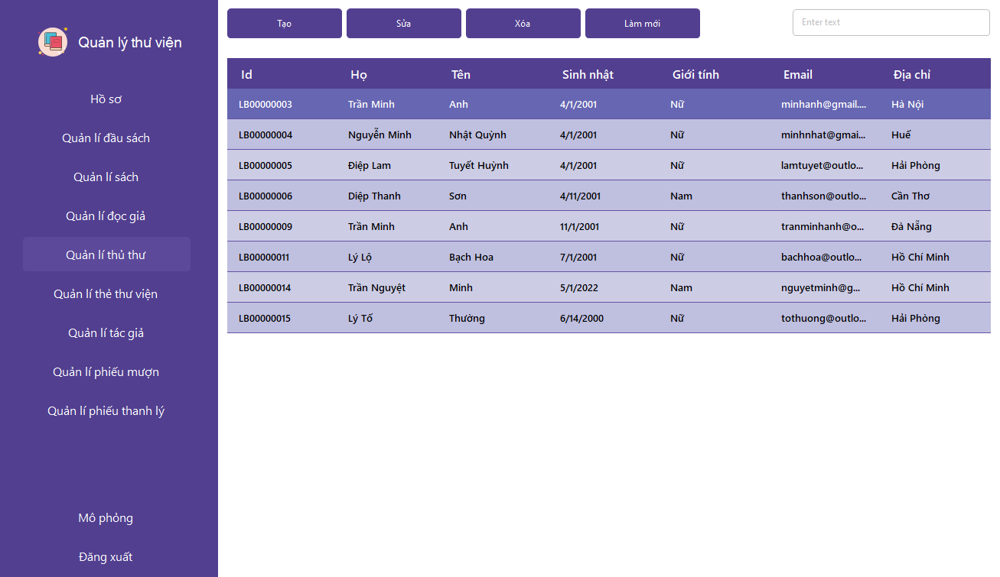 Quản lý thư viện
Hồ sơ
Quản lí đầu sách
Quản lí sách
Quản lí đọc giả
Quản lí thủ thư
Quản lí thẻ thư viện
Quản lí tác giả
Quản lí phiếu mượn
Quản lí phiếu thanh lý
Mô phỏng
Đăng xuất
Tạo Sửa Xóa Làm mới Enter text
Id Họ Tên Sinh nhật Giới tính Email Địa chỉ
LB00000003 Trần Minh Anh 4/1/2001 Nữ minhanh@gmail.... Hà Nội
LB00000004 Nguyễn Minh Nhật Quỳnh 4/1/2001 Nữ minhnhat@gmai... Huế
LB00000005 Điệp Lam Tuyết Huỳnh 4/1/2001 Nữ lamtuyet@outlo... Hải Phòng
LB00000006 Diệp Thanh Sơn 4/11/2001 Nam thanhson@outlo... Cần Thơ
LB00000009 Trần Minh Anh 11/1/2001 Nữ tranminhanh@o... Đà Nẵng
LB00000011 Lý Lộ Bạch Hoa 7/1/2001 Nữ bachhoa@outlo... Hồ Chí Minh
LB00000014 Trần Nguyệt Minh 5/1/2022 Nam nguyetminh@g... Hồ Chí Minh
LB00000015 Lý Tố Thường 6/14/2000 Nữ tothuong@outlo... Hải Phòng